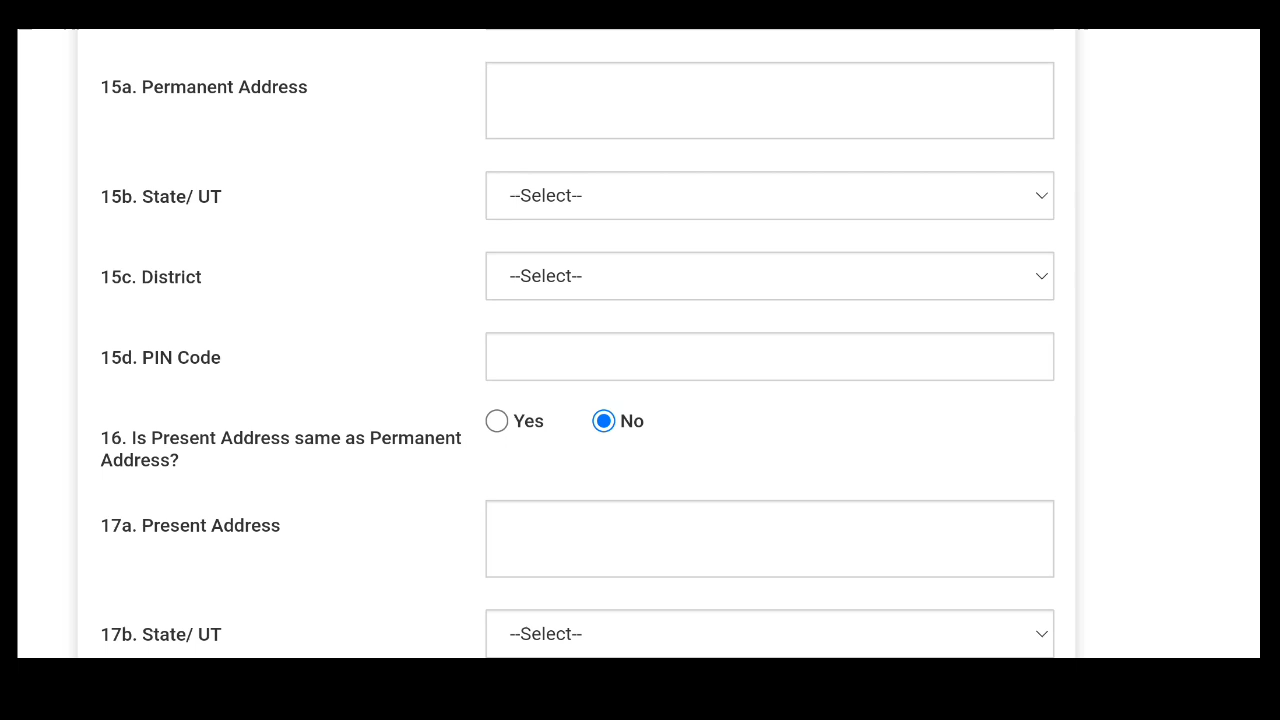 15a. Permanent Address
15b. State/ UT
--Select--
15c. District
--Select--
15d. PIN Code
16. Is Present Address same as Permanent
Address?
Yes
No
17a. Present Address
17b. State/ UT
--Select--